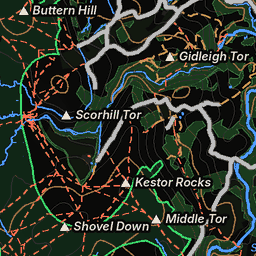 Buttern Hill
Gidleigh Tor
Scorhill Tor
Kestor Rocks
Middle Tor
Shovel Down